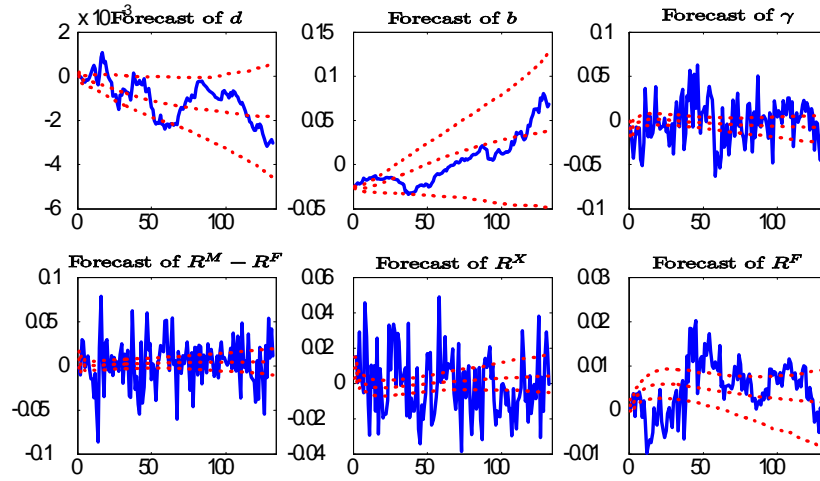 x 10⁻³
Forecast of d
2
0
-2
-4
-6
0 50 100
Forecast of b
0.15
0.1
0.05
0
-0.05
0 50 100
Forecast of γ
0.1
0.05
0
-0.05
-0.1
0 50 100
Forecast of R^M − R^F
0.1
0.05
0
-0.05
-0.1
0 50 100
Forecast of R^X
0.06
0.04
0.02
0
-0.02
-0.04
0 50 100
Forecast of R^F
0.03
0.02
0.01
0
-0.01
0 50 100